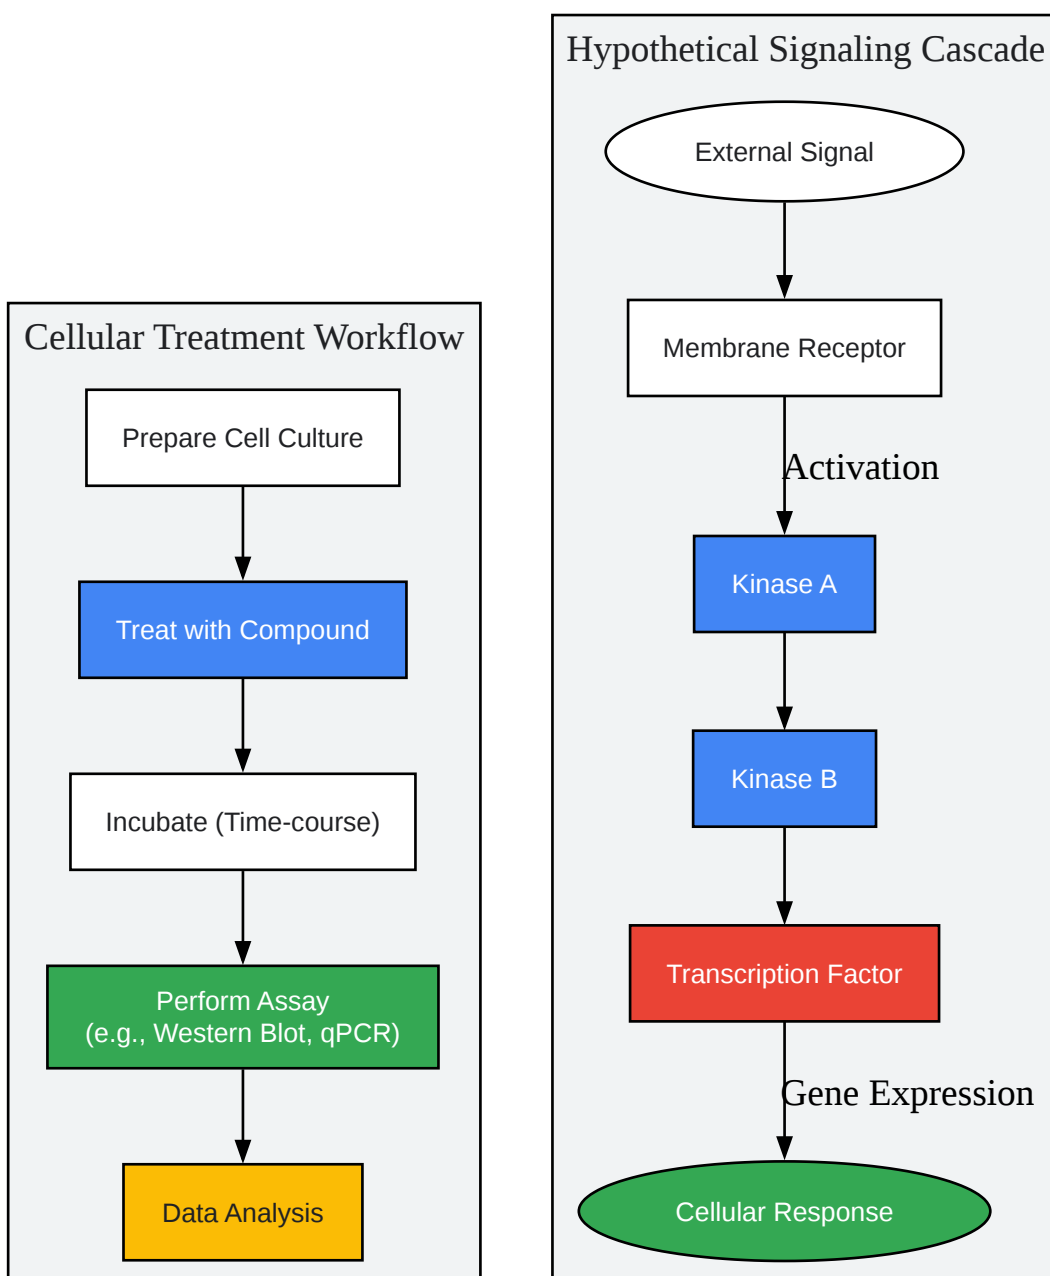 Cellular Treatment Workflow
Prepare Cell Culture
Treat with Compound
Incubate (Time-course)
Perform Assay
(e.g., Western Blot, qPCR)
Data Analysis
Hypothetical Signaling Cascade
External Signal
Membrane Receptor
Activation
Kinase A
Kinase B
Transcription Factor
Gene Expression
Cellular Response